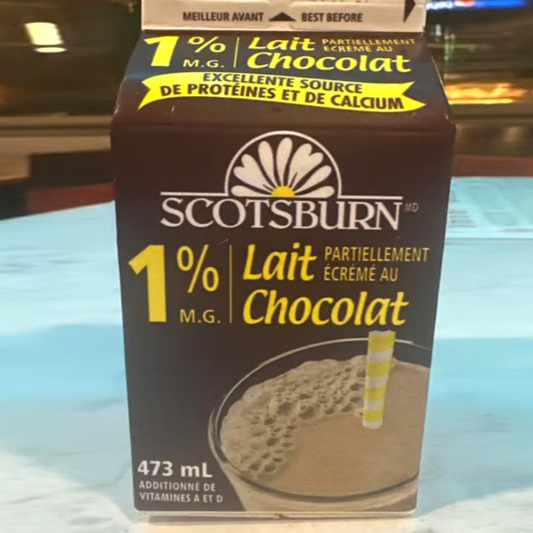 MEILLEUR AVANT BEST BEFORE
1% M.G. Lait PARTIELLEMENT ÉCRÉMÉ AU Chocolat
EXCELLENTE SOURCE
DE PROTÉINES ET DE CALCIUM
SCOTSBURN MD
1% M.G.
Lait PARTIELLEMENT
ÉCRÉMÉ AU
Chocolat
473 mL
ADDITIONNÉ DE
VITAMINES A ET D